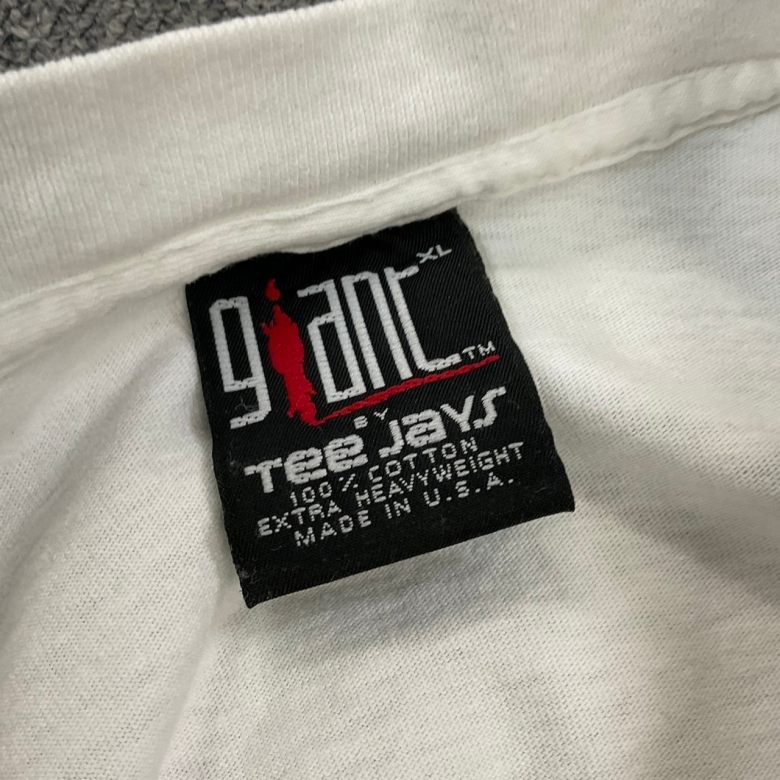 giant XL
TM
BY
Tee JAYS
100% COTTON
EXTRA HEAVYWEIGHT
MADE IN U.S.A.